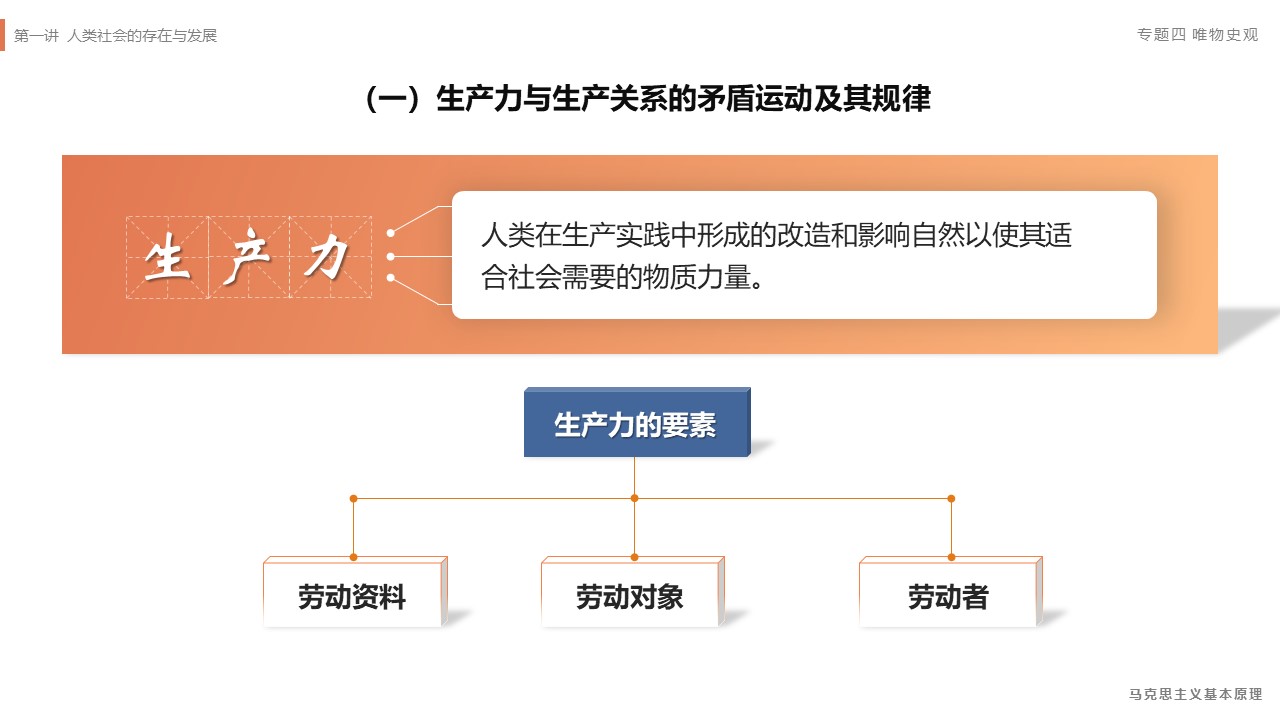 第一讲 人类社会的存在与发展
专题四 唯物史观
（一）生产力与生产关系的矛盾运动及其规律
生产力
人类在生产实践中形成的改造和影响自然以使其适
合社会需要的物质力量。
生产力的要素
劳动资料
劳动对象
劳动者
马克思主义基本原理